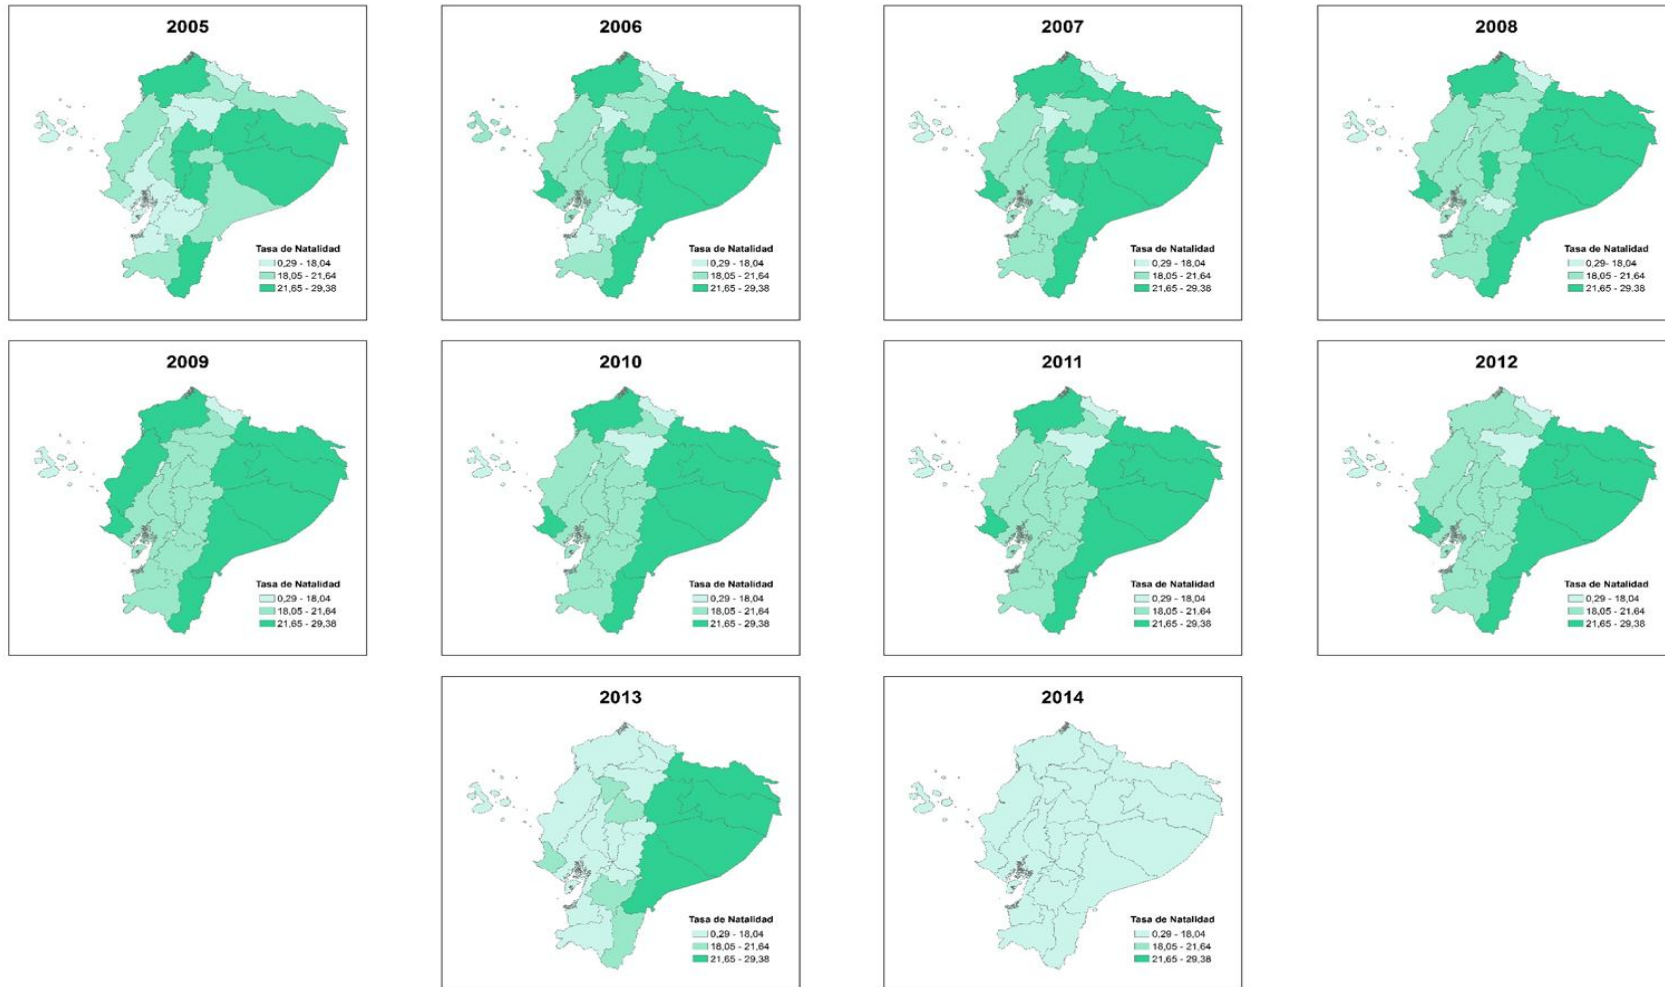 2005
Tasa de Natalidad
0,29 - 18,04
18,05 - 21,64
21,65 - 29,38
2006
Tasa de Natalidad
0,29 - 18,04
18,05 - 21,64
21,65 - 29,38
2007
Tasa de Natalidad
0,29 - 18,04
18,05 - 21,64
21,65 - 29,38
2008
Tasa de Natalidad
0,29- 18,04
18,05 - 21,64
21,65 - 29,38
2009
Tasa de Natalidad
0,29 - 18,04
18,05 - 21,64
21,65 - 29,38
2010
Tasa de Natalidad
0,29 - 18,04
18,05 - 21,64
21,65 - 29,38
2011
Tasa de Natalidad
0,29 - 18,04
18,05 - 21,64
21,65 - 29,38
2012
Tasa de Natalidad
0,29 - 18,04
18,05 - 21,64
21,65 - 29,38
2013
Tasa de Natalidad
0,29 - 18,04
18,05 - 21,64
21,65 - 29,38
2014
Tasa de Natalidad
0,29 - 18,04
18,05 - 21,64
21,65 - 29,38